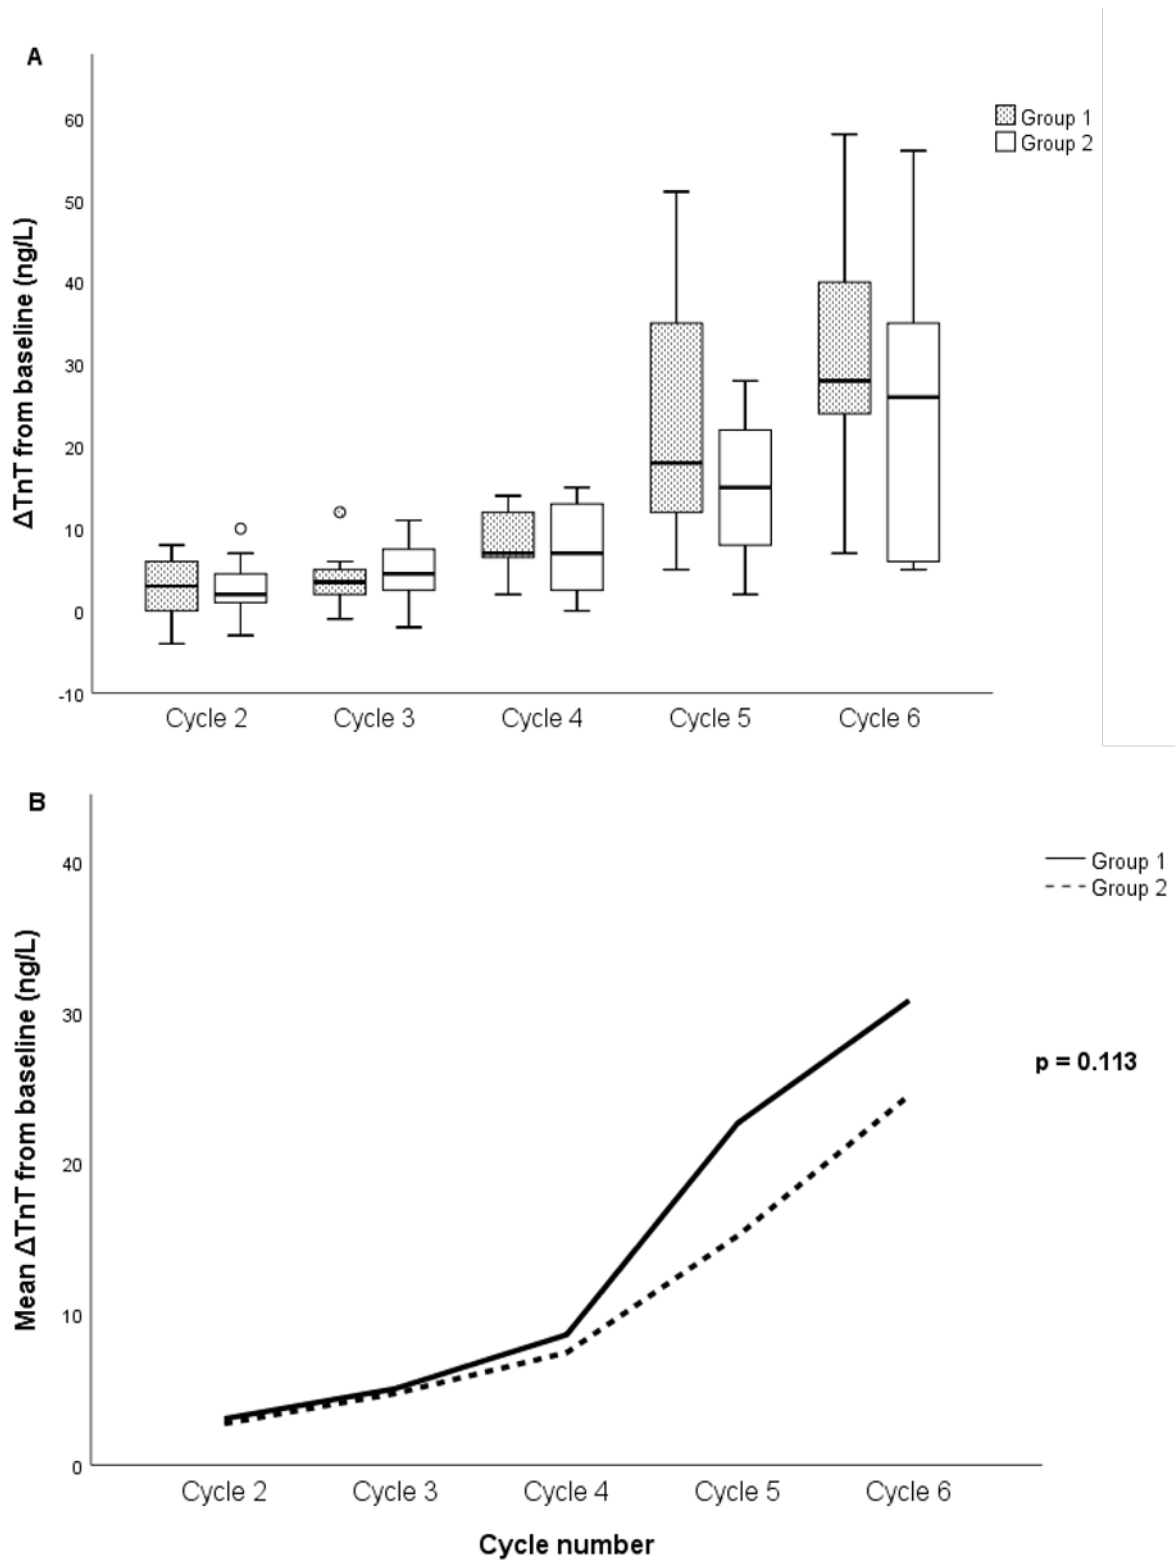 A
60
Group 1
Group 2
50
40
30
20
10
0
-10
ΔTnT from baseline (ng/L)
Cycle 2 Cycle 3 Cycle 4 Cycle 5 Cycle 6
B
40
Group 1
Group 2
30
p = 0.113
20
10
0
Mean ΔTnT from baseline (ng/L)
Cycle 2 Cycle 3 Cycle 4 Cycle 5 Cycle 6
Cycle number